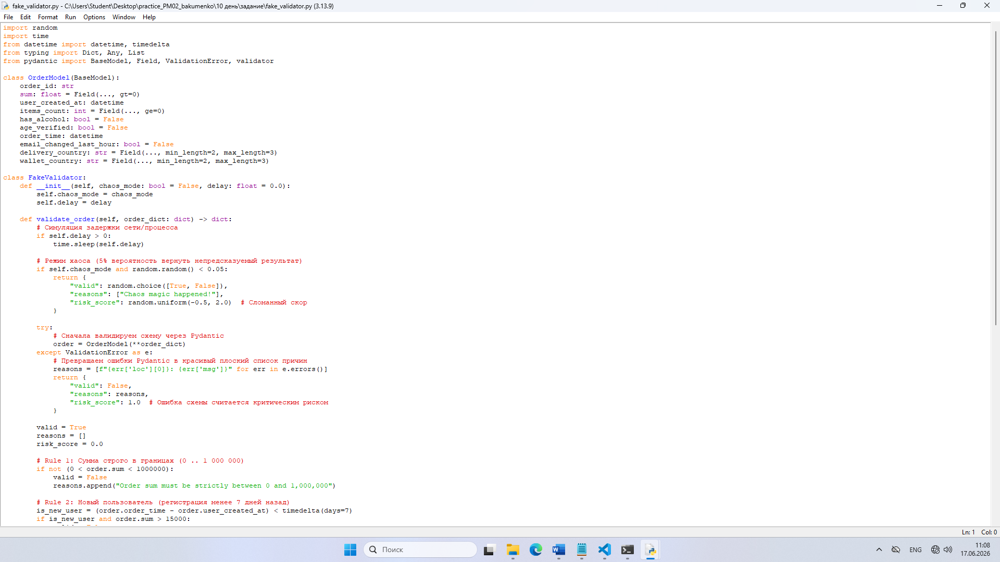 fake_validator.py - C:\Users\Student\Desktop\practice_PM02_bakumenko\10 день\задание\fake_validator.py (3.13.9)
File Edit Format Run Options Window Help
import random
import time
from datetime import datetime, timedelta
from typing import Dict, Any, List
from pydantic import BaseModel, Field, ValidationError, validator
class OrderModel(BaseModel):
    order_id: str
    sum: float = Field(..., gt=0)
    user_created_at: datetime
    items_count: int = Field(..., ge=0)
    has_alcohol: bool = False
    age_verified: bool = False
    order_time: datetime
    email_changed_last_hour: bool = False
    delivery_country: str = Field(..., min_length=2, max_length=3)
    wallet_country: str = Field(..., min_length=2, max_length=3)
class FakeValidator:
    def __init__(self, chaos_mode: bool = False, delay: float = 0.0):
        self.chaos_mode = chaos_mode
        self.delay = delay
    def validate_order(self, order_dict: dict) -> dict:
        # Симуляция задержки сети/процесса
        if self.delay > 0:
            time.sleep(self.delay)
        # Режим хаоса (5% вероятность вернуть непредсказуемый результат)
        if self.chaos_mode and random.random() < 0.05:
            return {
                "valid": random.choice([True, False]),
                "reasons": ["Chaos magic happened!"],
                "risk_score": random.uniform(-0.5, 2.0)  # Сломанный скор
            }
        try:
            # Сначала валидируем схему через Pydantic
            order = OrderModel(**order_dict)
        except ValidationError as e:
            # Превращаем ошибки Pydantic в красивый плоский список причин
            reasons = [f"{err['loc'][0]}: {err['msg']}" for err in e.errors()]
            return {
                "valid": False,
                "reasons": reasons,
                "risk_score": 1.0  # Ошибка схемы считается критическим риском
            }
        valid = True
        reasons = []
        risk_score = 0.0
        # Rule 1: Сумма строго в границах (0 .. 1 000 000)
        if not (0 < order.sum < 1000000):
            valid = False
            reasons.append("Order sum must be strictly between 0 and 1,000,000")
        # Rule 2: Новый пользователь (регистрация менее 7 дней назад)
        is_new_user = (order.order_time - order.user_created_at) < timedelta(days=7)
        if is_new_user and order.sum > 15000:
Ln: 1 Col: 0
Поиск
ENG
11:08
17.06.2026